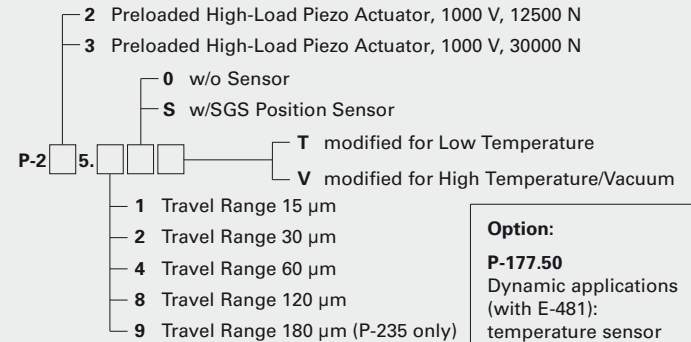 2 Preloaded High-Load Piezo Actuator, 1000 V, 12500 N
3 Preloaded High-Load Piezo Actuator, 1000 V, 30000 N
0 w/o Sensor
S w/SGS Position Sensor
T modified for Low Temperature
P-2 5.
V modified for High Temperature/Vacuum
1 Travel Range 15 µm
2 Travel Range 30 µm
4 Travel Range 60 µm
8 Travel Range 120 µm
9 Travel Range 180 µm (P-235 only)
Option:
P-177.50
Dynamic applications
(with E-481):
temperature sensor